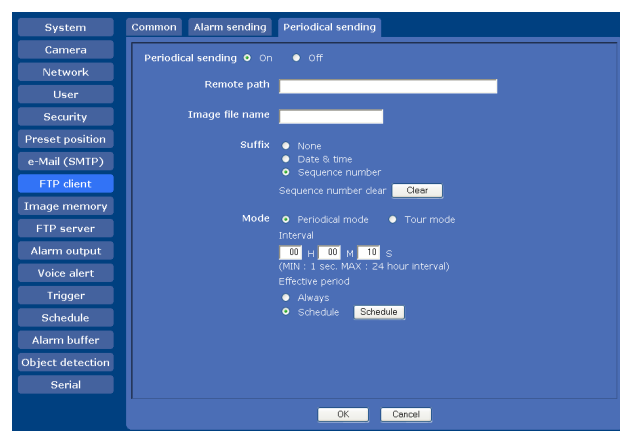 System
Camera
Network
User
Security
Preset position
e-Mail (SMTP)
FTP client
Image memory
FTP server
Alarm output
Voice alert
Trigger
Schedule
Alarm buffer
Object detection
Serial
Common Alarm sending Periodical sending
Periodical sending On Off
Remote path
Image file name
Suffix None
Date & time
Sequence number
Sequence number clear Clear
Mode Periodical mode Tour mode
Interval
00 H 00 M 10 S
(MIN : 1 sec. MAX : 24 hour interval)
Effective period
Always
Schedule Schedule
OK Cancel